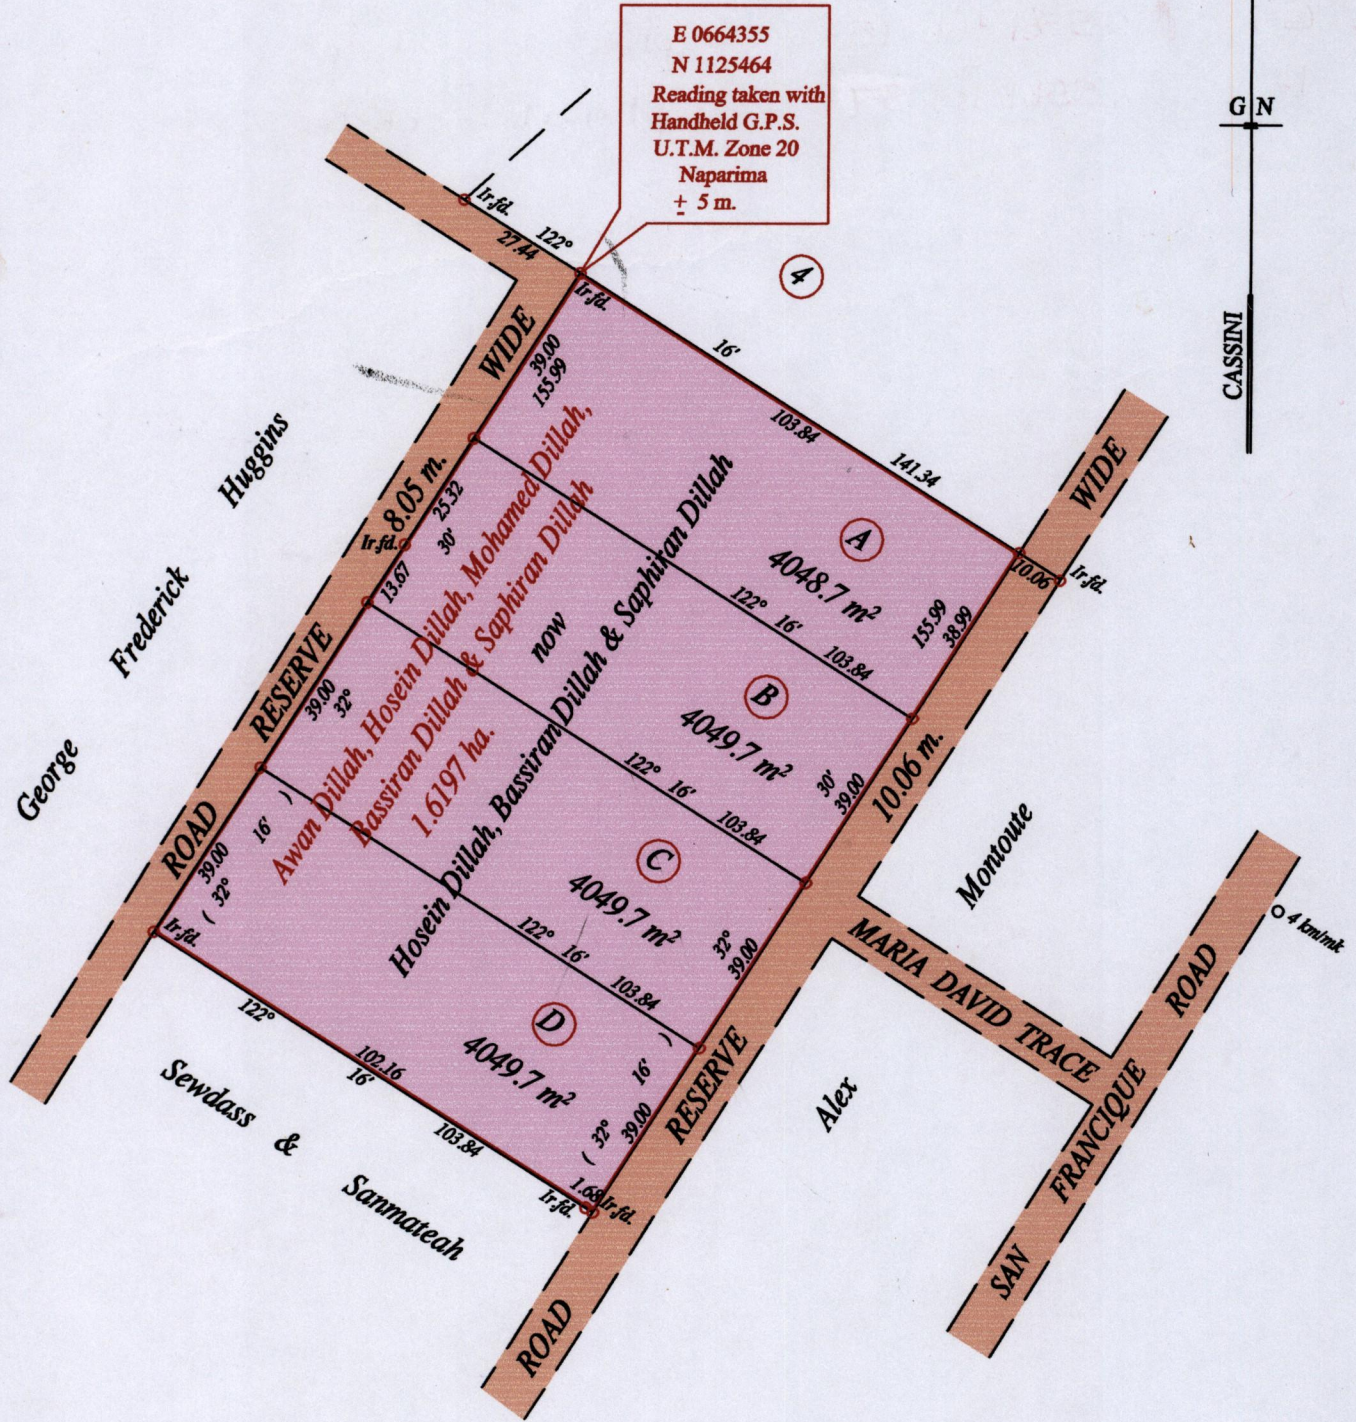 E 0664355
N 1125464
Reading taken with
Handheld G.P.S.
U.T.M. Zone 20
Naparima
± 5 m.
G N
CASSINI
Ir.fd.
122°
27.44
Ir.fd.
4
WIDE
39.00
155.99
16'
103.84
141.34
WIDE
10.06
Ir.fd.
A
4048.7 m²
155.99
38.99
122° 16' 103.84
8.05 m.
25.32
30'
Ir.fd.
13.67
B
4049.7 m²
30'
39.00
10.06 m.
122° 16' 103.84
RESERVE
39.00
32°
C
4049.7 m²
32°
39.00
122° 16' 103.84
ROAD
39.00
( 32° 16' )
Ir.fd.
D
4049.7 m²
( 32° 16' )
39.00
122°
102.16
16'
103.84
1.68
Ir.fd.
Ir.fd.
Awan Dillah, Hosein Dillah, Mohamed Dillah,
Bassiran Dillah & Saphiran Dillah
1.6197 ha.
now
Hosein Dillah, Bassiran Dillah & Saphiran Dillah
George Frederick Huggins
Sewdass & Sanmateah
Alex Montoute
ROAD RESERVE
MARIA DAVID TRACE
SAN FRANCIQUE ROAD
4 km/mk